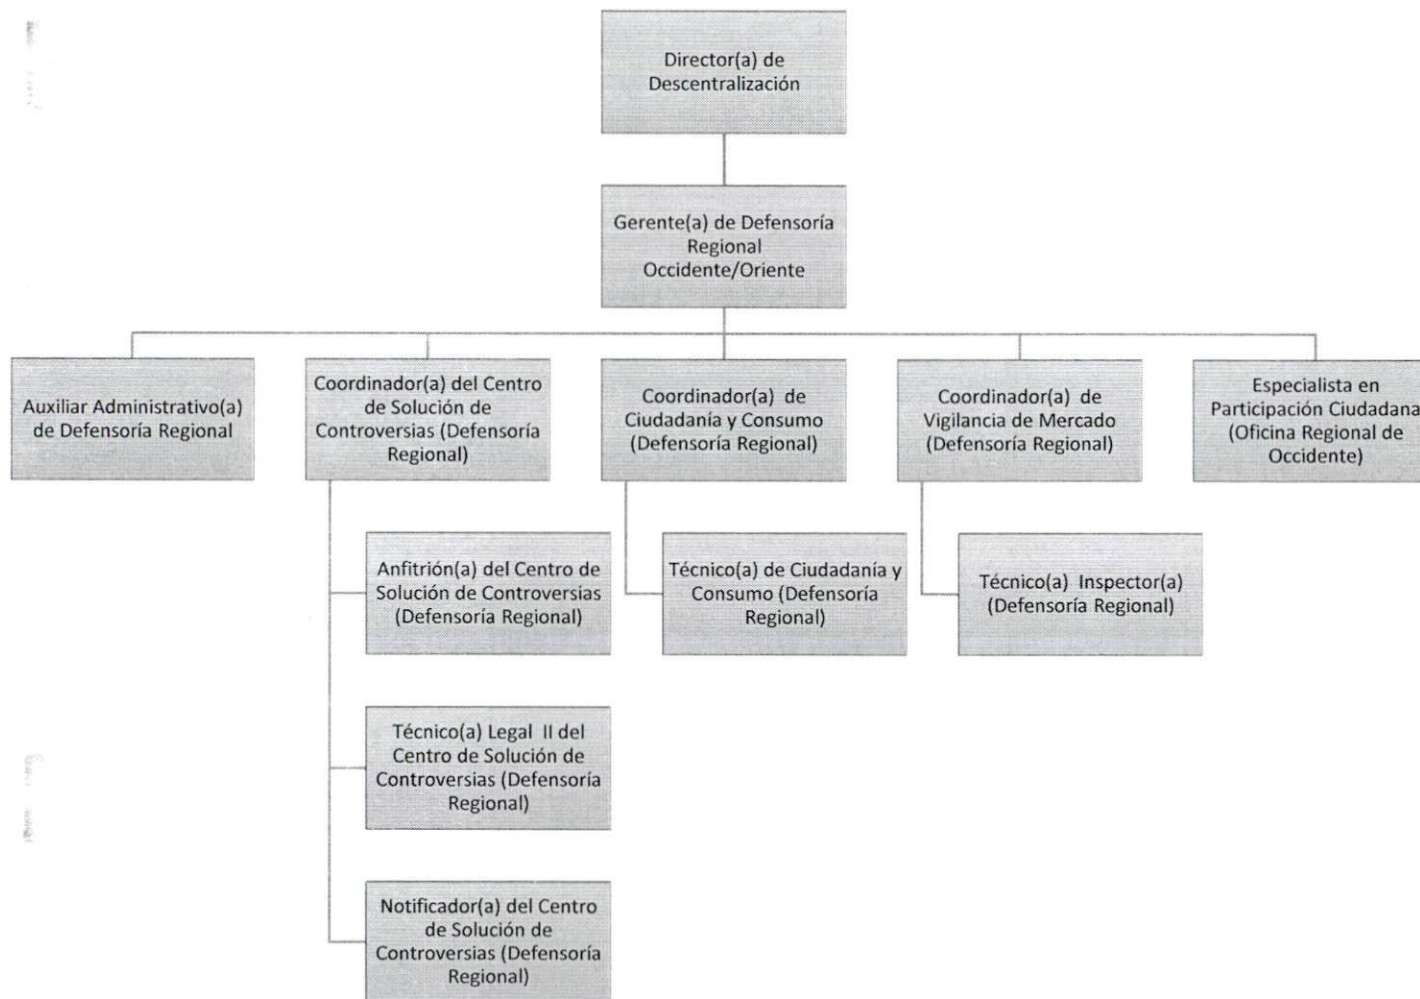 Director(a) de
Descentralización
Gerente(a) de Defensoría
Regional
Occidente/Oriente
Auxiliar Administrativo(a)
de Defensoría Regional
Coordinador(a) del Centro
de Solución de
Controversias (Defensoría
Regional)
Coordinador(a) de
Ciudadanía y Consumo
(Defensoría Regional)
Coordinador(a) de
Vigilancia de Mercado
(Defensoría Regional)
Especialista en
Participación Ciudadana
(Oficina Regional de
Occidente)
Anfitrión(a) del Centro de
Solución de Controversias
(Defensoría Regional)
Técnico(a) de Ciudadanía y
Consumo (Defensoría
Regional)
Técnico(a) Inspector(a)
(Defensoría Regional)
Técnico(a) Legal II del
Centro de Solución de
Controversias (Defensoría
Regional)
Notificador(a) del Centro
de Solución de
Controversias (Defensoría
Regional)